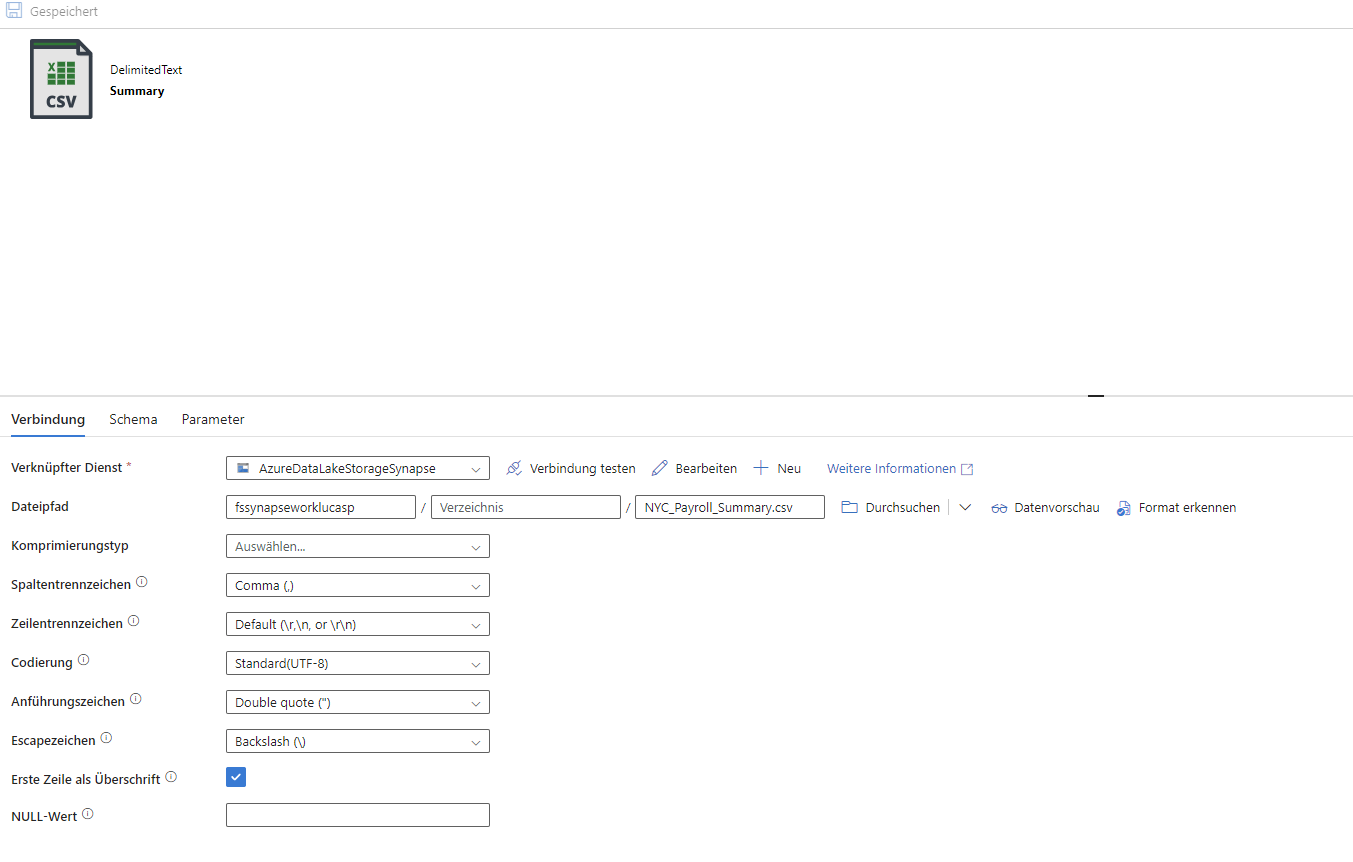 Gespeichert
DelimitedText
Summary
X
CSV
Verbindung Schema Parameter
Verknüpfter Dienst * AzureDataLakeStorageSynapse Verbindung testen Bearbeiten Neu Weitere Informationen
Dateipfad fssynapseworklucasp / Verzeichnis / NYC_Payroll_Summary.csv Durchsuchen Datenvorschau Format erkennen
Komprimierungstyp Auswählen...
Spaltentrennzeichen Comma (,)
Zeilentrennzeichen Default (\r,\n, or \r\n)
Codierung Standard(UTF-8)
Anführungszeichen Double quote (")
Escapezeichen Backslash (\)
Erste Zeile als Überschrift
NULL-Wert